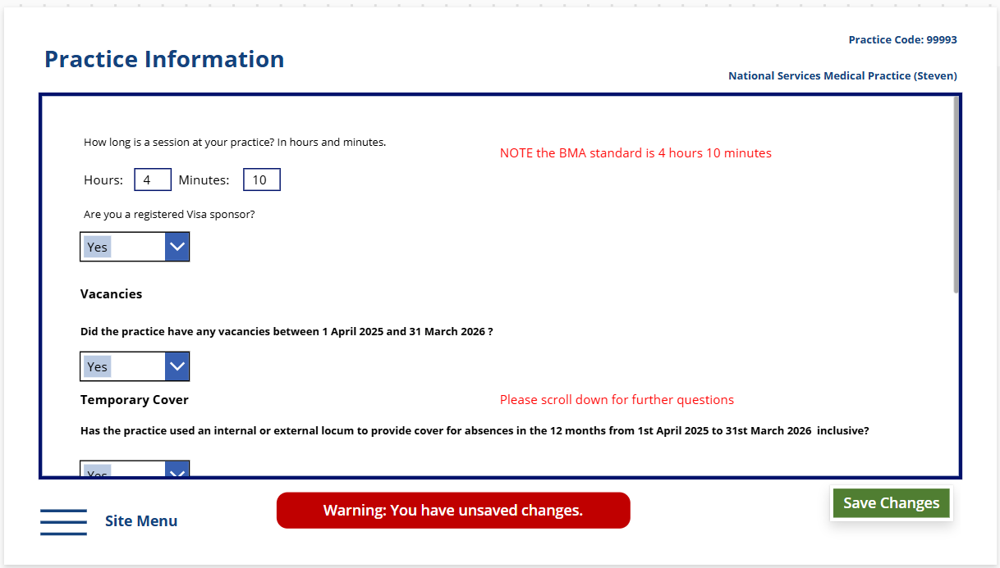 Practice Code: 99993
Practice Information
National Services Medical Practice (Steven)
How long is a session at your practice? In hours and minutes.
NOTE the BMA standard is 4 hours 10 minutes
Hours: 4 Minutes: 10
Are you a registered Visa sponsor?
Yes
Vacancies
Did the practice have any vacancies between 1 April 2025 and 31 March 2026 ?
Yes
Temporary Cover
Please scroll down for further questions
Has the practice used an internal or external locum to provide cover for absences in the 12 months from 1st April 2025 to 31st March 2026 inclusive?
Yes
Site Menu
Warning: You have unsaved changes.
Save Changes